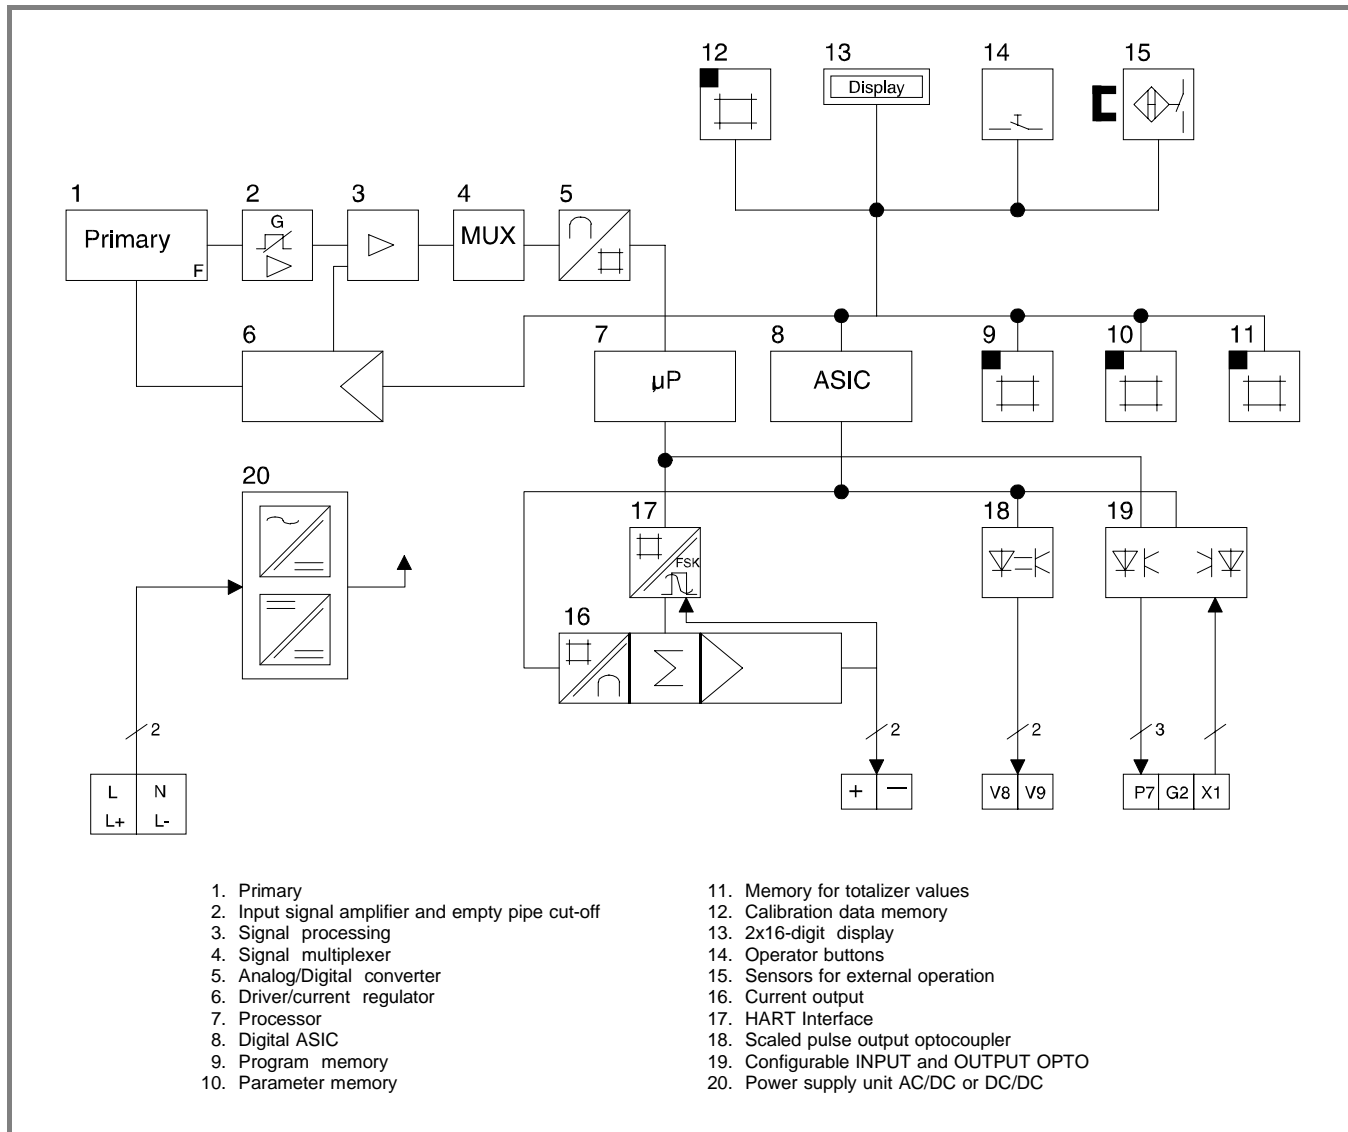 12 13 14 15
Display
1 2 3 4 5
Primary
F
G
MUX
6 7 8 9 10 11
µP
ASIC
20
17 18 19
FSK
16
2 2 2 3
L N
L+ L-
+ —
V8 V9
P7 G2 X1
1. Primary
2. Input signal amplifier and empty pipe cut-off
3. Signal processing
4. Signal multiplexer
5. Analog/Digital converter
6. Driver/current regulator
7. Processor
8. Digital ASIC
9. Program memory
10. Parameter memory
11. Memory for totalizer values
12. Calibration data memory
13. 2x16-digit display
14. Operator buttons
15. Sensors for external operation
16. Current output
17. HART Interface
18. Scaled pulse output optocoupler
19. Configurable INPUT and OUTPUT OPTO
20. Power supply unit AC/DC or DC/DC